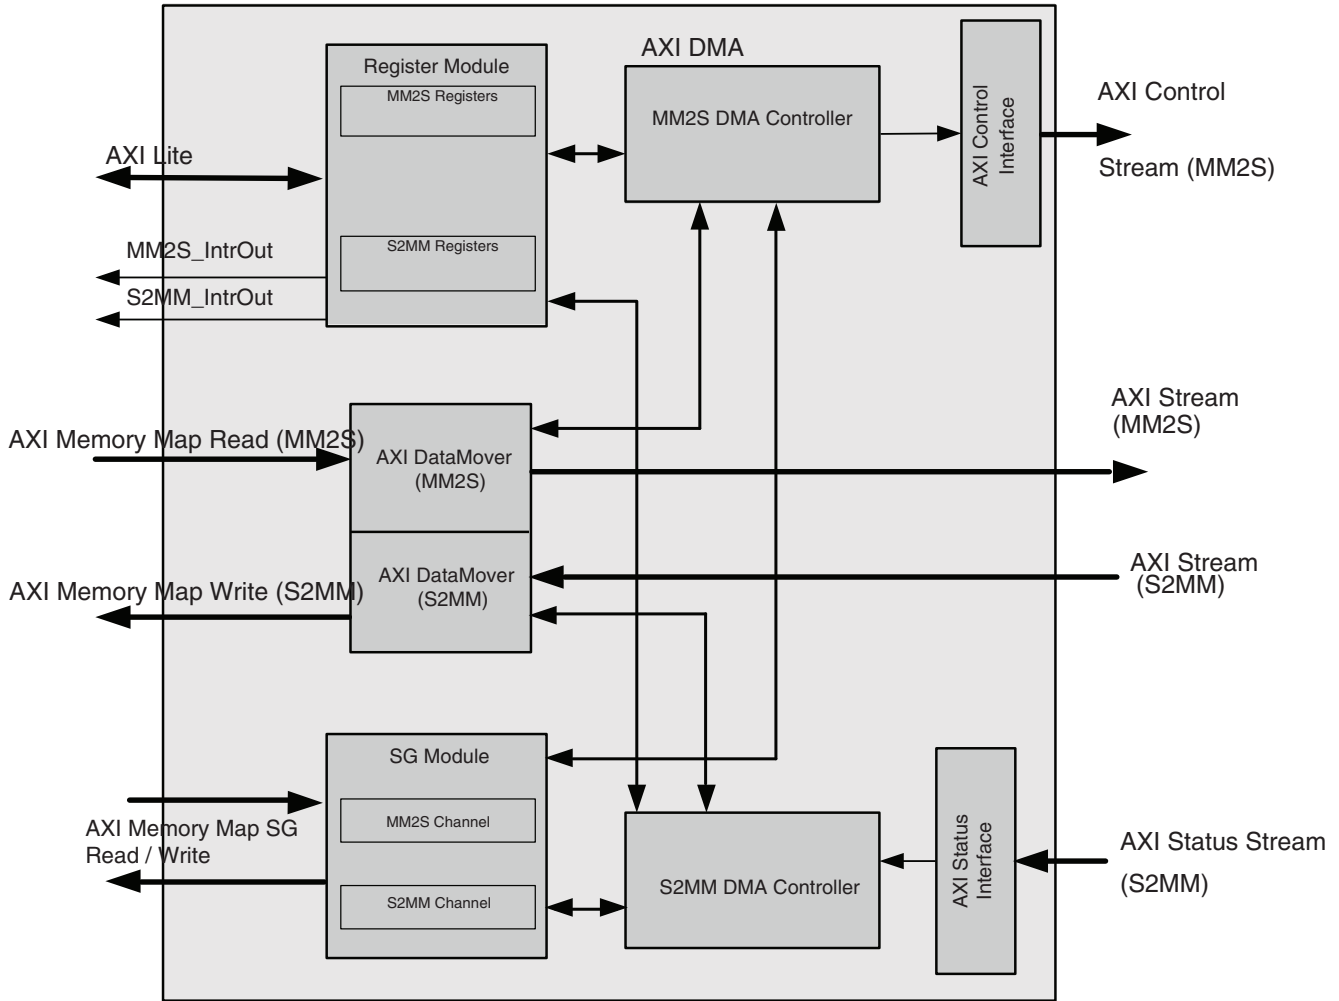 AXI DMA
Register Module
MM2S Registers
MM2S DMA Controller
AXI Control
Interface
AXI Control
Stream (MM2S)
AXI Lite
S2MM Registers
MM2S_IntrOut
S2MM_IntrOut
AXI Stream
(MM2S)
AXI Memory Map Read (MM2S)
AXI DataMover
(MM2S)
AXI Stream
(S2MM)
AXI Memory Map Write (S2MM)
AXI DataMover
(S2MM)
SG Module
MM2S Channel
AXI Memory Map SG
Read / Write
S2MM Channel
S2MM DMA Controller
AXI Status
Interface
AXI Status Stream
(S2MM)